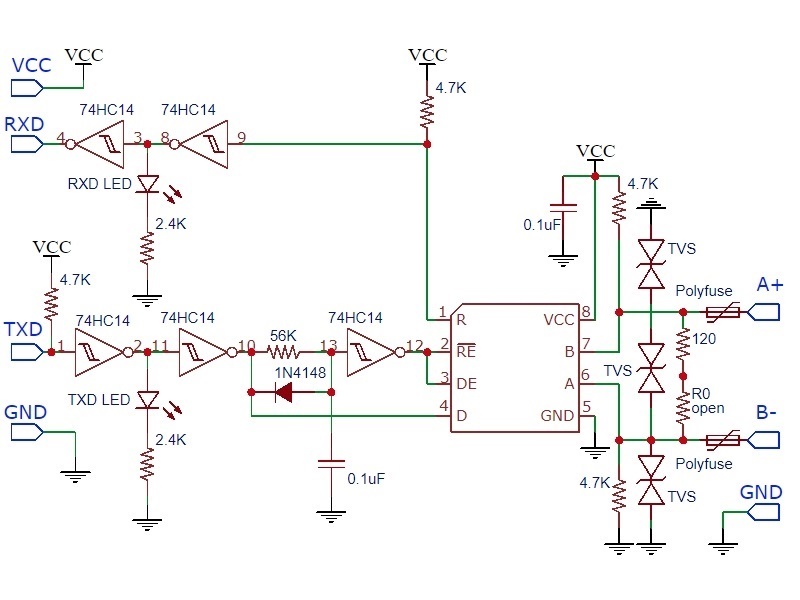 VCC
VCC
VCC
4.7K
RXD
74HC14
74HC14
4
3
8
9
RXD LED
2.4K
VCC
0.1uF
4.7K
TVS
VCC
4.7K
TXD
74HC14
74HC14
74HC14
1
2
11
10
56K
13
12
1N4148
TXD LED
2.4K
0.1uF
GND
1
R
VCC
8
2
RE
B
7
3
DE
A
6
4
D
GND
5
Polyfuse
A+
120
TVS
R0
open
B-
Polyfuse
4.7K
TVS
GND